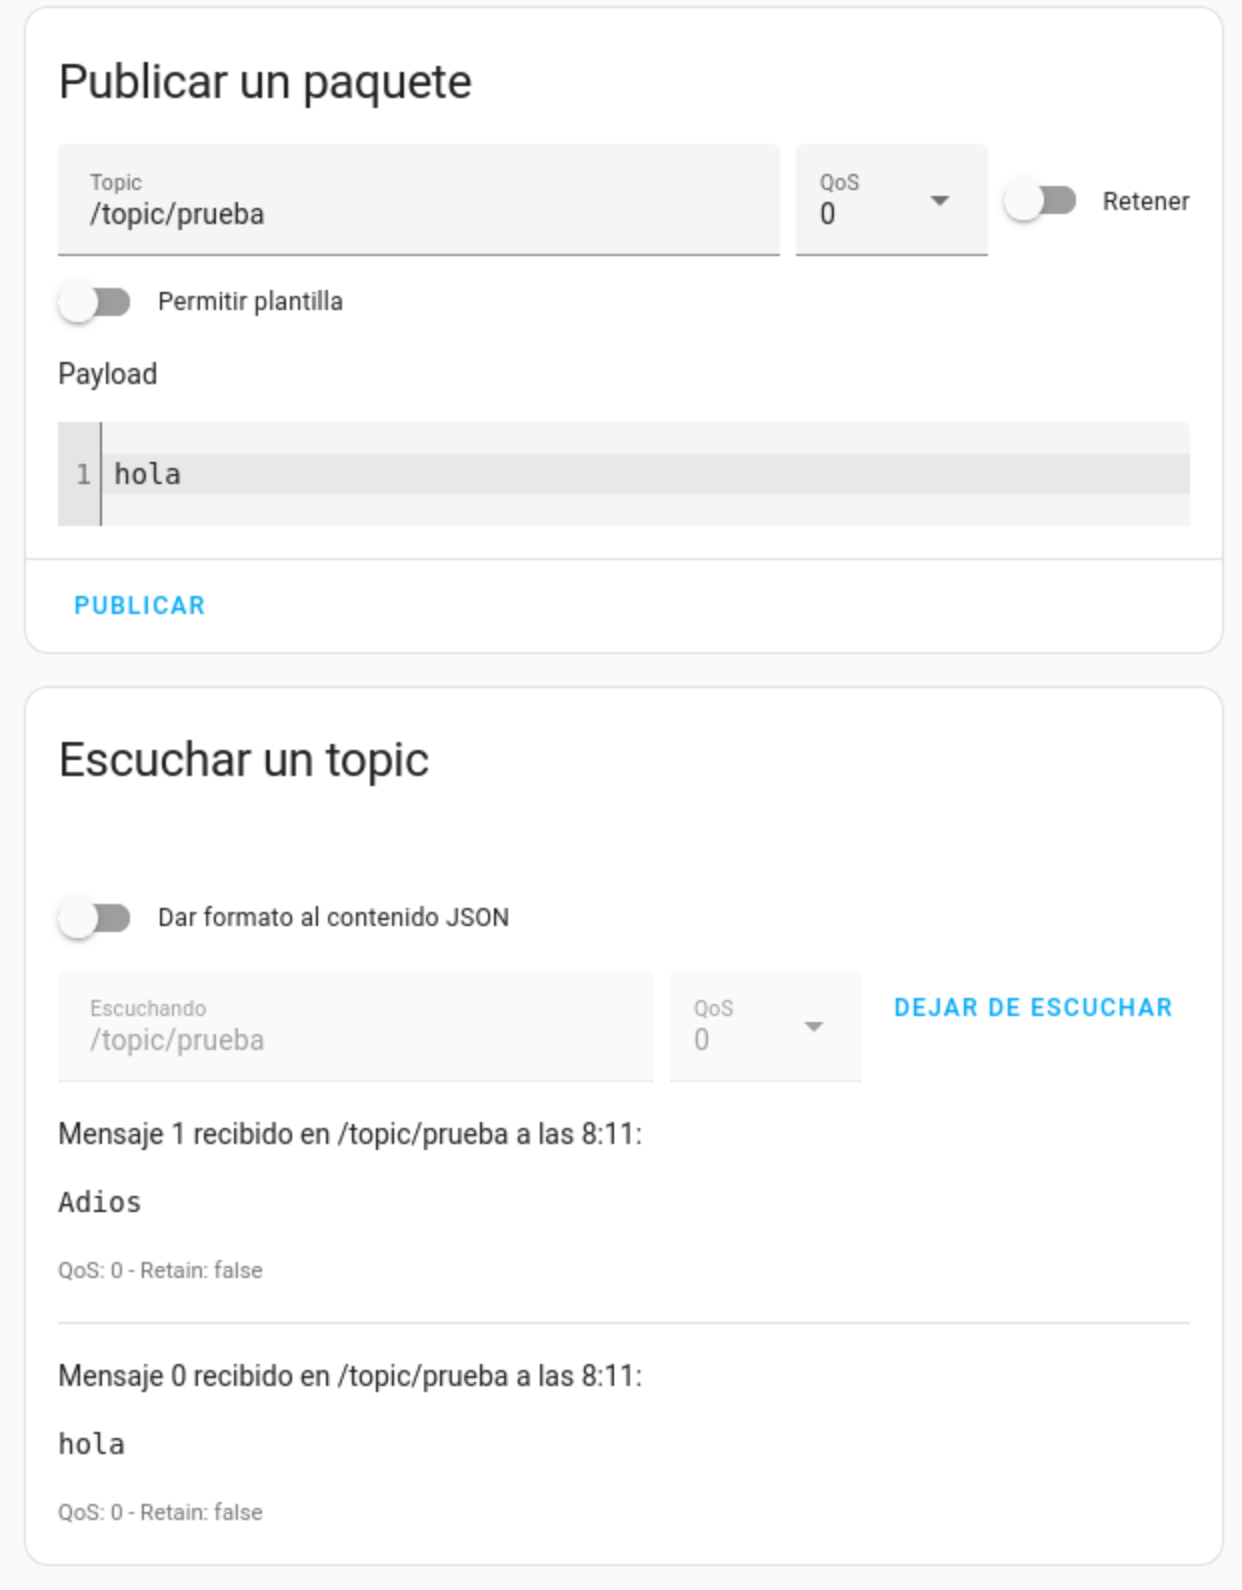 Publicar un paquete
Topic
/topic/prueba
QoS
0
Retener
Permitir plantilla
Payload
1 hola
PUBLICAR
Escuchar un topic
Dar formato al contenido JSON
Escuchando
/topic/prueba
QoS
0
DEJAR DE ESCUCHAR
Mensaje 1 recibido en /topic/prueba a las 8:11:
Adios
QoS: 0 - Retain: false
Mensaje 0 recibido en /topic/prueba a las 8:11:
hola
QoS: 0 - Retain: false